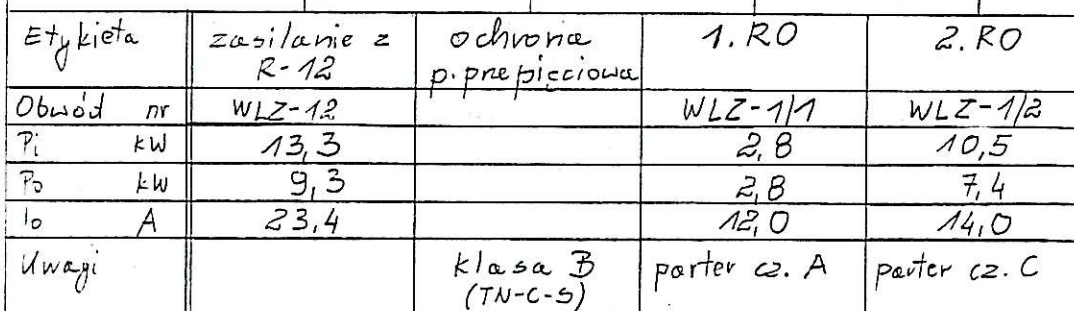 Etykieta zasilanie z R-12 ochrona p.przepięciowa 1.RO 2.RO
Obwód nr WLZ-12 WLZ-1/1 WLZ-1/2
Pi kW 13,3 2,8 10,5
Po kW 9,3 2,8 7,4
Io A 23,4 12,0 14,0
Uwagi klasa B (TN-C-S) parter cz. A parter cz. C